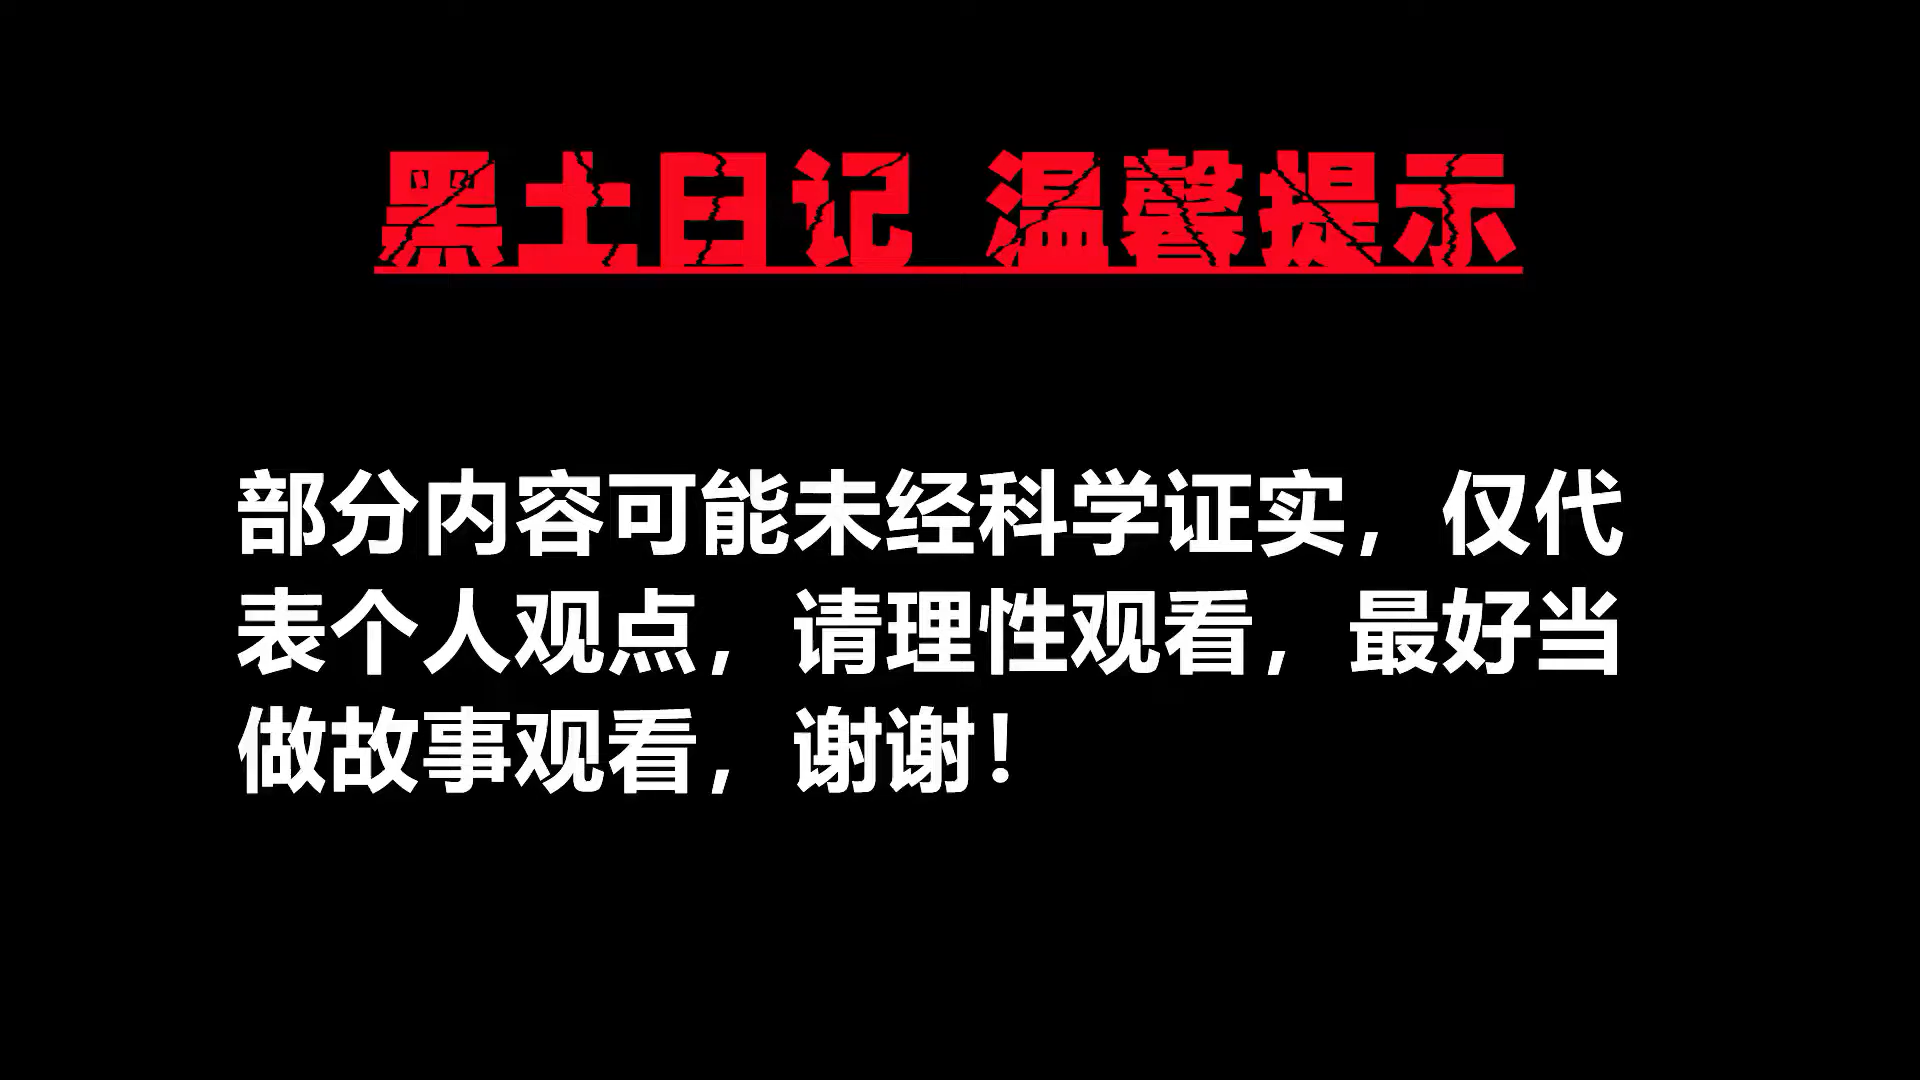 黑土日记 温馨提示
部分内容可能未经科学证实，仅代
表个人观点，请理性观看，最好当
做故事观看，谢谢！